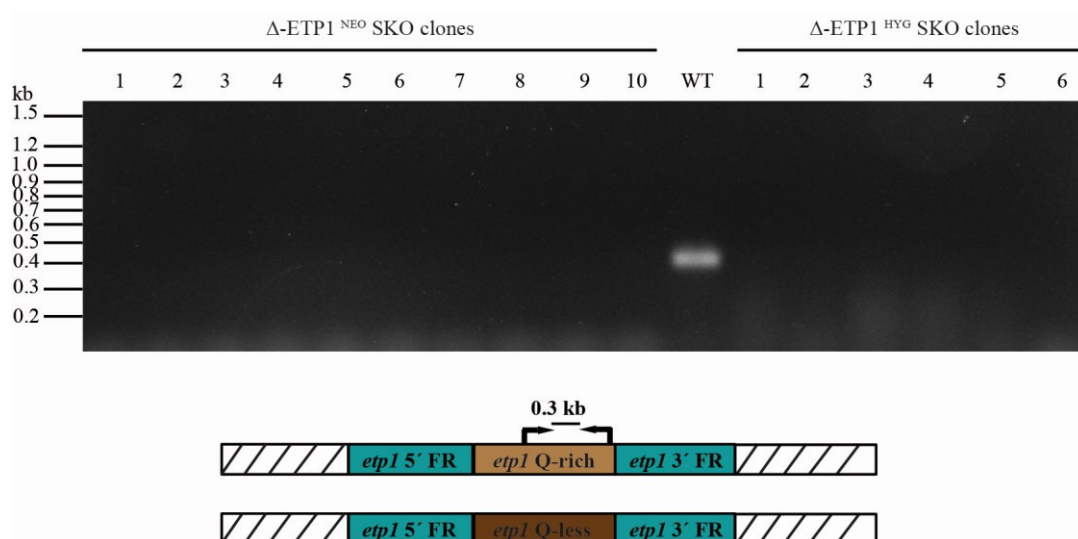 Δ-ETP1 NEO SKO clones Δ-ETP1 HYG SKO clones
1 2 3 4 5 6 7 8 9 10 WT 1 2 3 4 5 6
kb
1.5
1.2
1.0
0.9
0.8
0.7
0.6
0.5
0.4
0.3
0.2
0.3 kb
etp1 5´ FR etp1 Q-rich etp1 3´ FR
etp1 5´ FR etp1 Q-less etp1 3´ FR